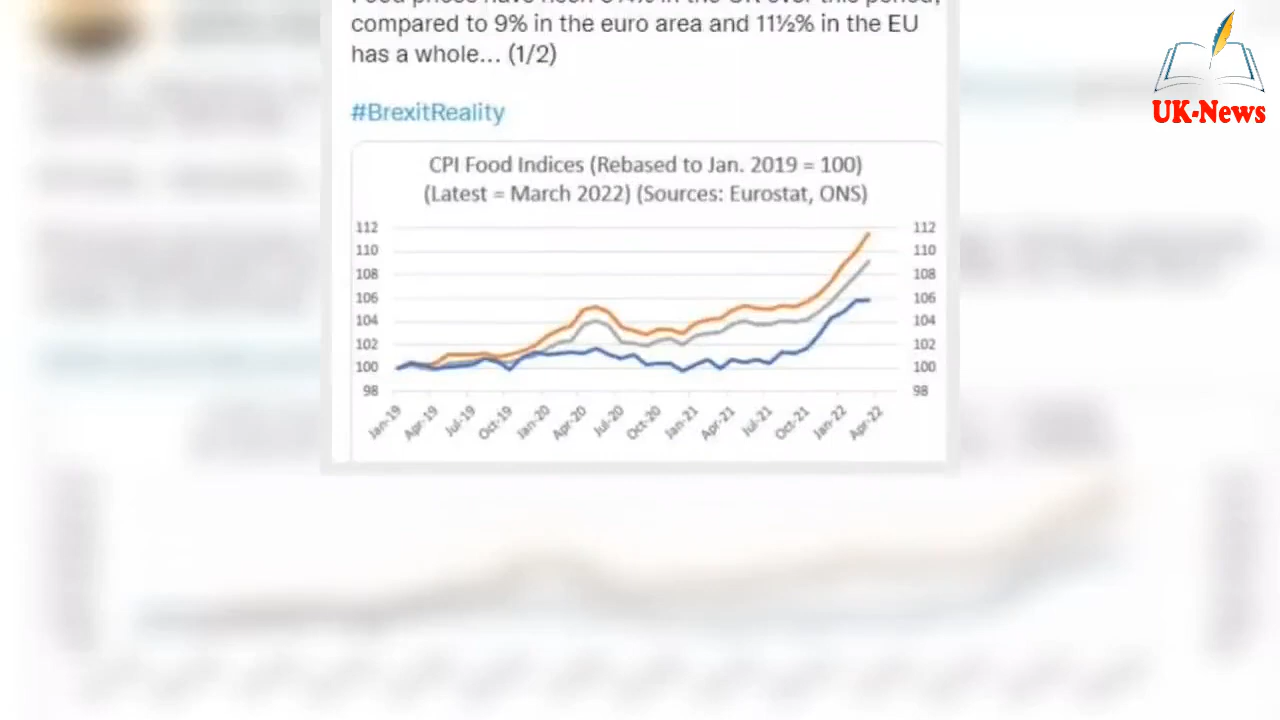 compared to 9% in the euro area and 11½% in the EU
has a whole... (1/2)
#BrexitReality
UK-News
CPI Food Indices (Rebased to Jan. 2019 = 100)
(Latest = March 2022) (Sources: Eurostat, ONS)
112 112
110 110
108 108
106 106
104 104
102 102
100 100
98 98
Jan-19 Apr-19 Jul-19 Oct-19 Jan-20 Apr-20 Jul-20 Oct-20 Jan-21 Apr-21 Jul-21 Oct-21 Jan-22 Apr-22